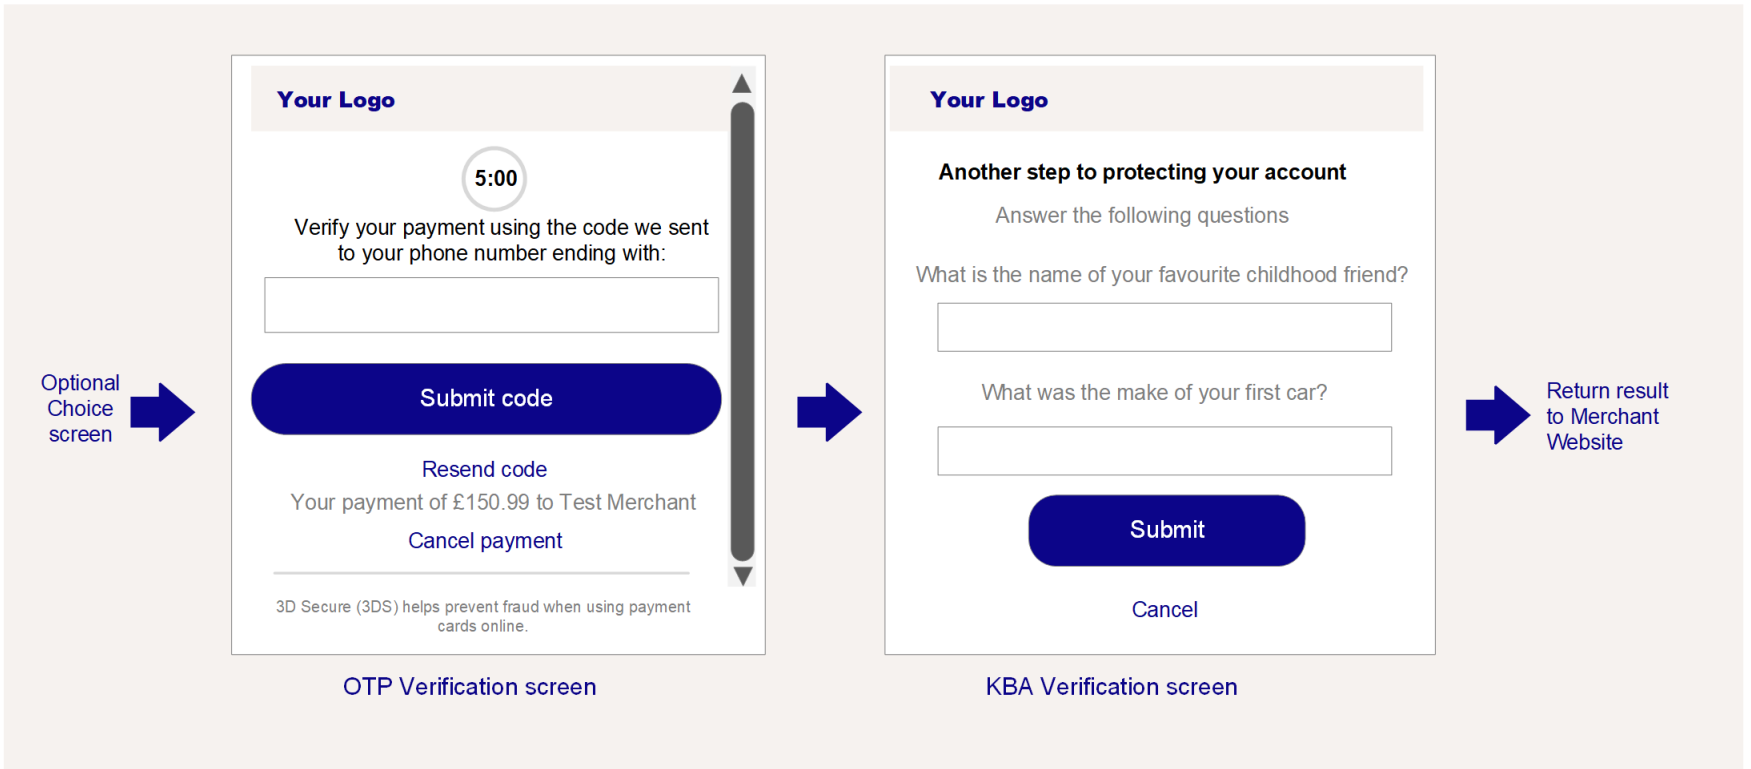 Optional
Choice
screen
Your Logo
5:00
Verify your payment using the code we sent
to your phone number ending with:
Submit code
Resend code
Your payment of £150.99 to Test Merchant
Cancel payment
3D Secure (3DS) helps prevent fraud when using payment
cards online.
OTP Verification screen
Your Logo
Another step to protecting your account
Answer the following questions
What is the name of your favourite childhood friend?
What was the make of your first car?
Submit
Cancel
KBA Verification screen
Return result
to Merchant
Website